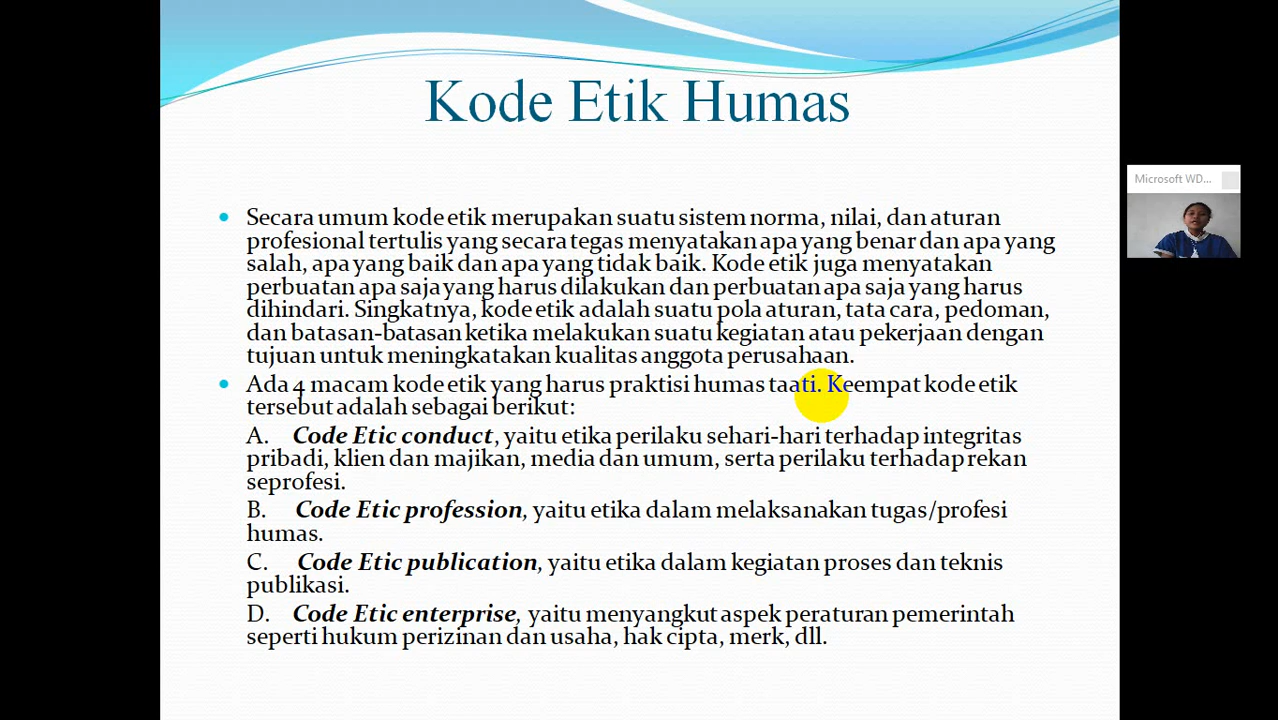 Kode Etik Humas
Microsoft WD...
• Secara umum kode etik merupakan suatu sistem norma, nilai, dan aturan
profesional tertulis yang secara tegas menyatakan apa yang benar dan apa yang
salah, apa yang baik dan apa yang tidak baik. Kode etik juga menyatakan
perbuatan apa saja yang harus dilakukan dan perbuatan apa saja yang harus
dihindari. Singkatnya, kode etik adalah suatu pola aturan, tata cara, pedoman,
dan batasan-batasan ketika melakukan suatu kegiatan atau pekerjaan dengan
tujuan untuk meningkatakan kualitas anggota perusahaan.
• Ada 4 macam kode etik yang harus praktisi humas taati. Keempat kode etik
tersebut adalah sebagai berikut:
A. Code Etic conduct, yaitu etika perilaku sehari-hari terhadap integritas
pribadi, klien dan majikan, media dan umum, serta perilaku terhadap rekan
seprofesi.
B. Code Etic profession, yaitu etika dalam melaksanakan tugas/profesi
humas.
C. Code Etic publication, yaitu etika dalam kegiatan proses dan teknis
publikasi.
D. Code Etic enterprise, yaitu menyangkut aspek peraturan pemerintah
seperti hukum perizinan dan usaha, hak cipta, merk, dll.